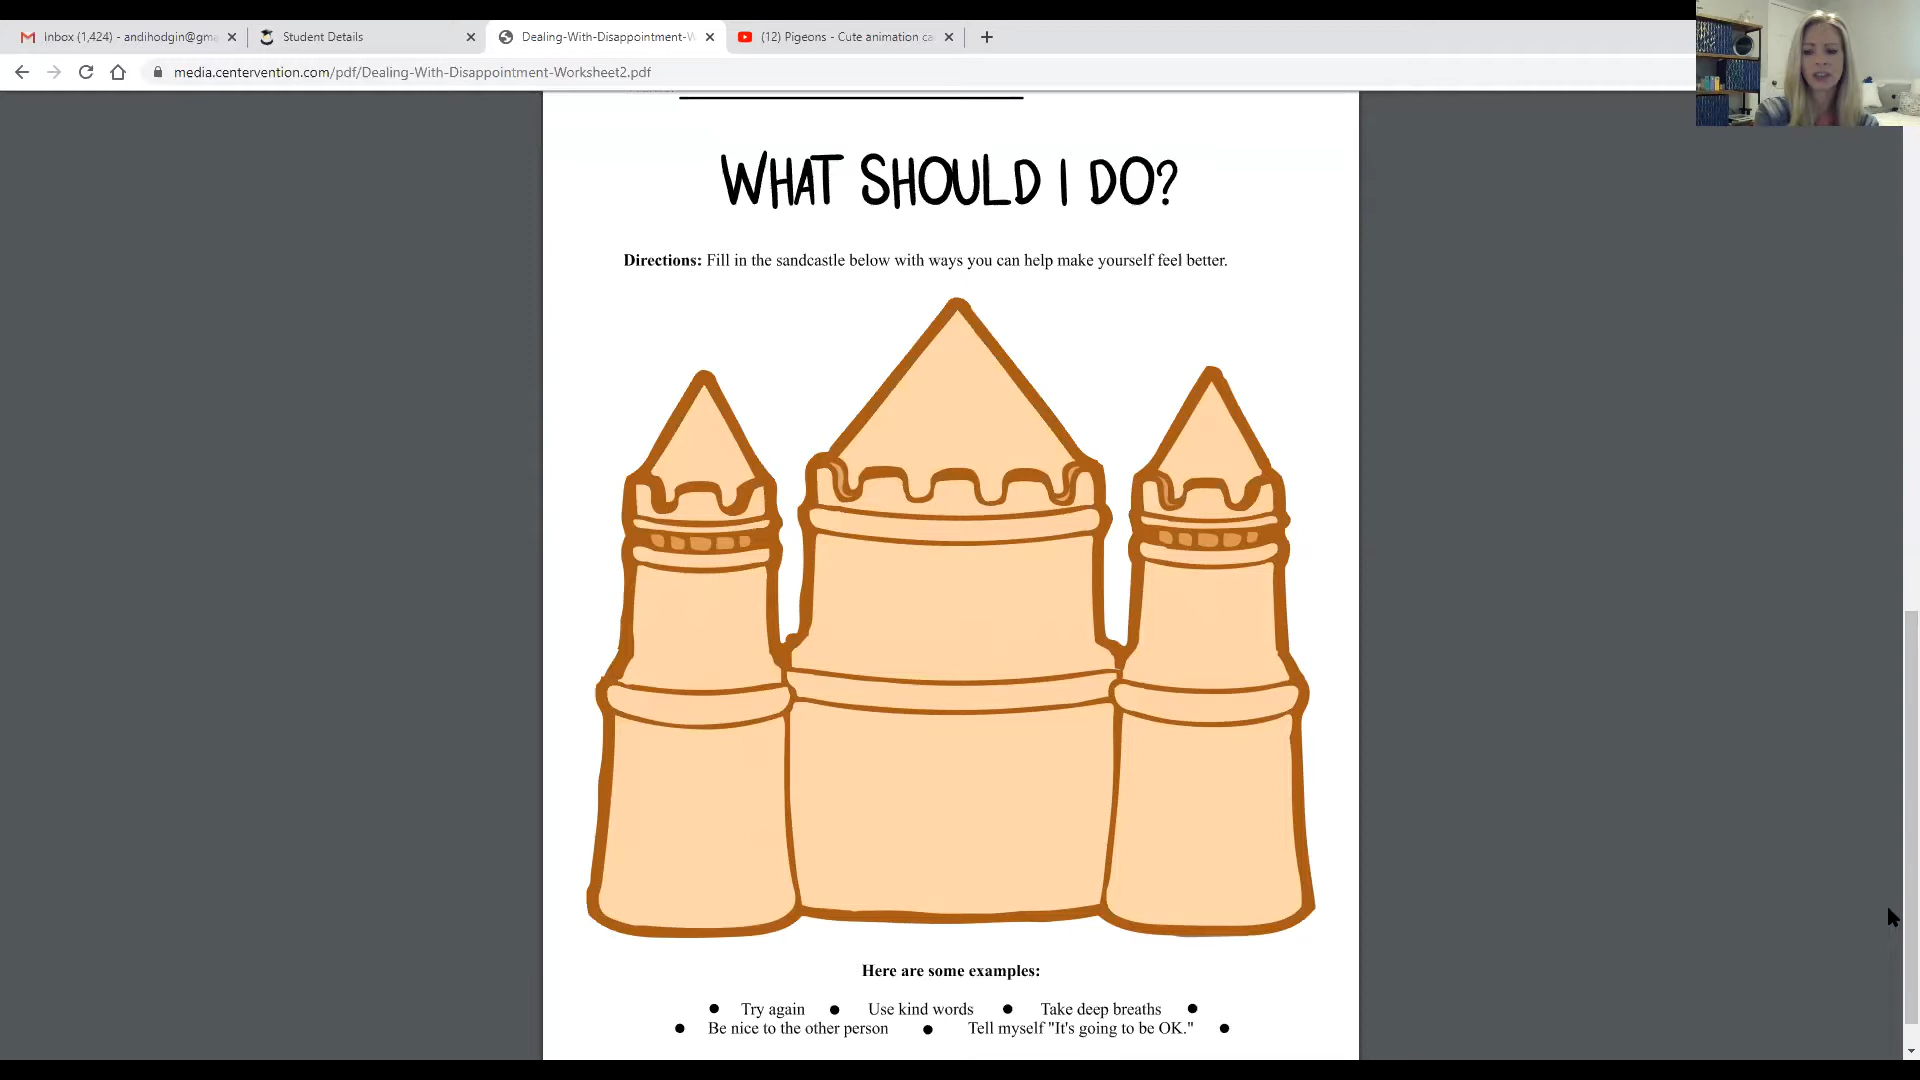 Inbox (1,424) - andihodgin@gm
Student Details
Dealing-With-Disappointment-W
(12) Pigeons - Cute animation ca
media.centervention.com/pdf/Dealing-With-Disappointment-Worksheet2.pdf
WHAT SHOULD I DO?
Directions: Fill in the sandcastle below with ways you can help make yourself feel better.
Here are some examples:
• Try again • Use kind words • Take deep breaths •
• Be nice to the other person • Tell myself "It's going to be OK." •